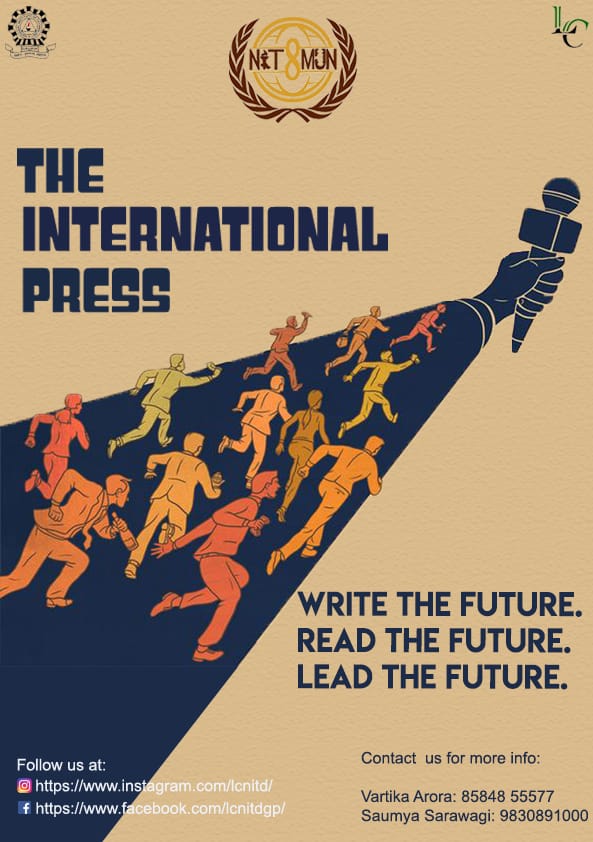 NIT 8 MUN
LC
THE
INTERNATIONAL
PRESS
WRITE THE FUTURE.
READ THE FUTURE.
LEAD THE FUTURE.
Follow us at:
https://www.instagram.com/lcnitd/
https://www.facebook.com/lcnitdgp/
Contact us for more info:
Vartika Arora: 85848 55577
Saumya Sarawagi: 9830891000